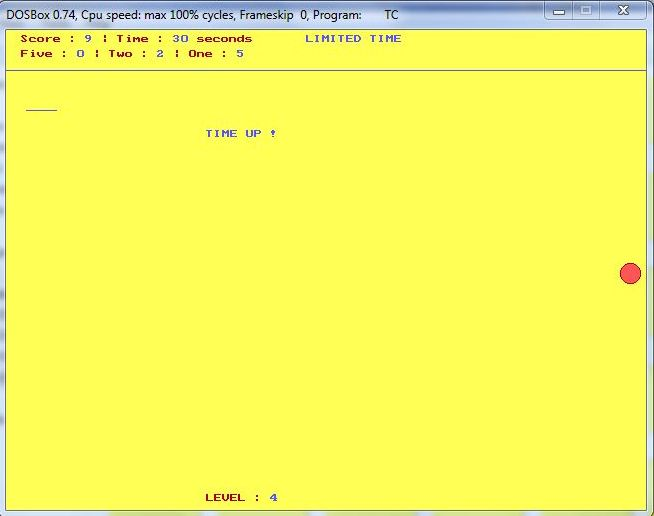 DOSBox 0.74, Cpu speed: max 100% cycles, Frameskip 0, Program: TC
Score : 9 | Time : 30 seconds LIMITED TIME
Five : 0 | Two : 2 | One : 5
TIME UP !
LEVEL : 4